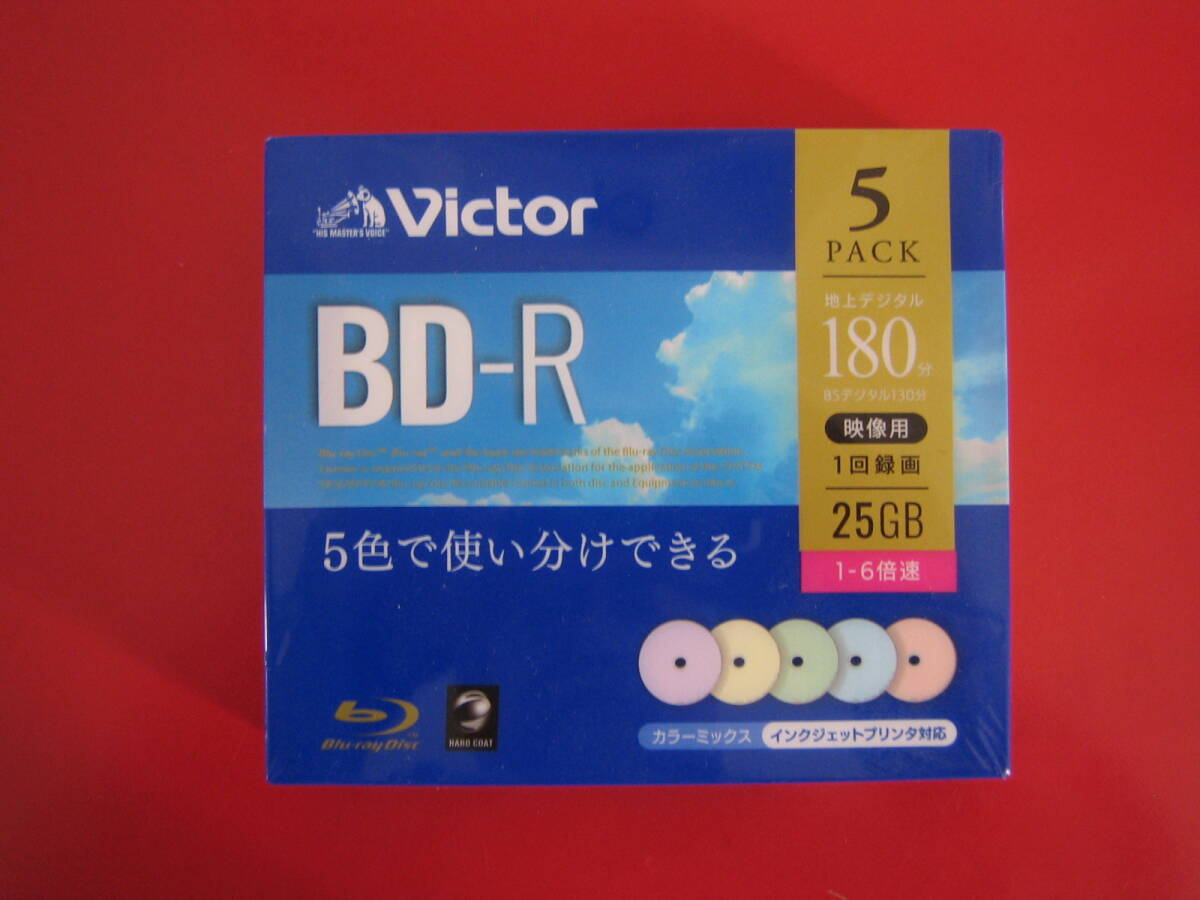 "HIS MASTER'S VOICE"
Victor
5
PACK
地上デジタル
180分
BSデジタル130分
映像用
1回録画
25GB
1-6倍速
BD-R
5色で使い分けできる
Blu-ray Disc™
HARD COAT
カラーミックス インクジェットプリンタ対応